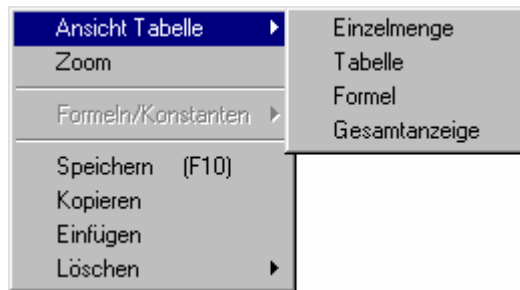 Ansicht Tabelle
Zoom
Formeln/Konstanten
Speichern (F10)
Kopieren
Einfügen
Löschen
Einzelmenge
Tabelle
Formel
Gesamtanzeige